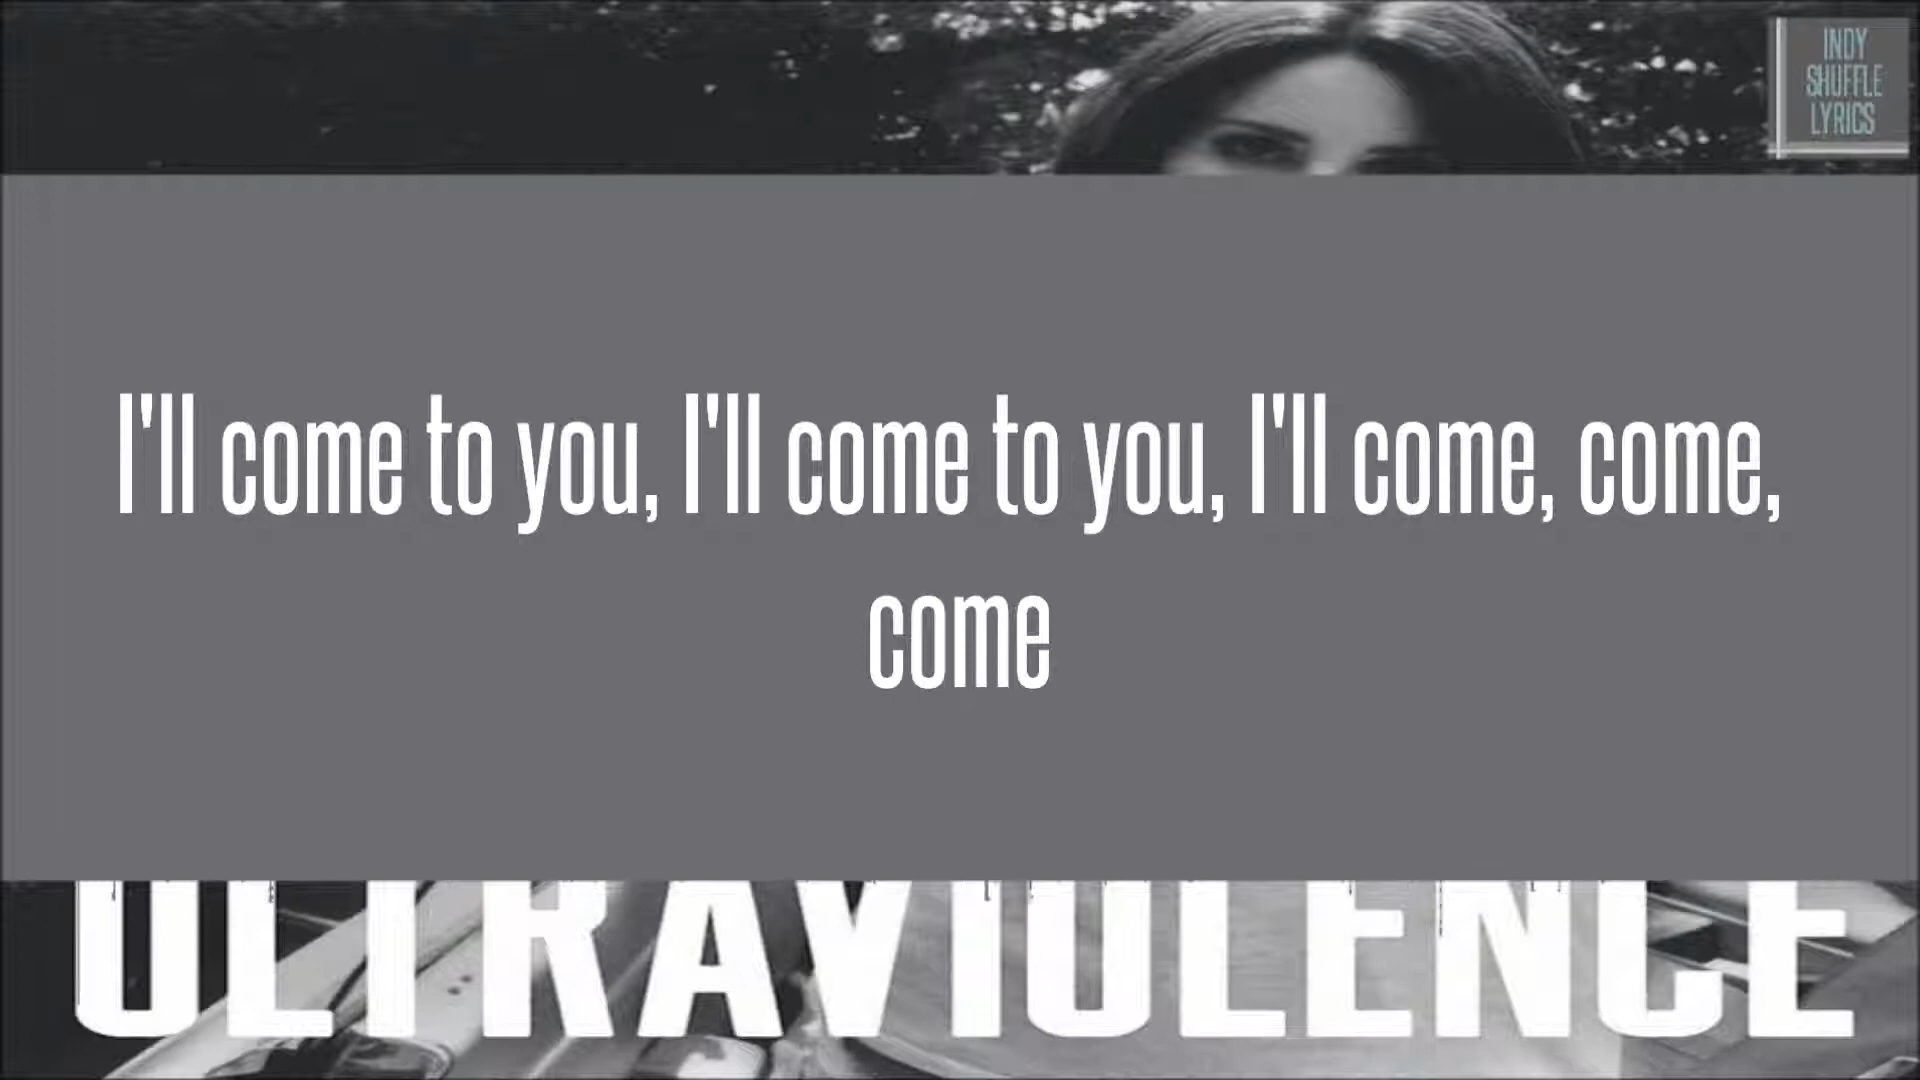 INDY
SHUFFLE
LYRICS
I'll come to you, I'll come to you, I'll come, come,
come
ULTRAVIOLENCE